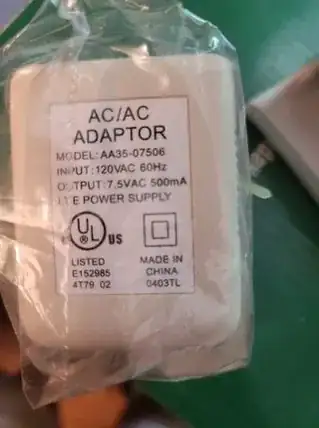 AC/AC
ADAPTOR
MODEL:AA35-07506
INPUT:120VAC 60Hz
OUTPUT:7.5VAC 500mA
POWER SUPPLY
UL US
LISTED
E152985
4T79 02
MADE IN
CHINA
0403TL